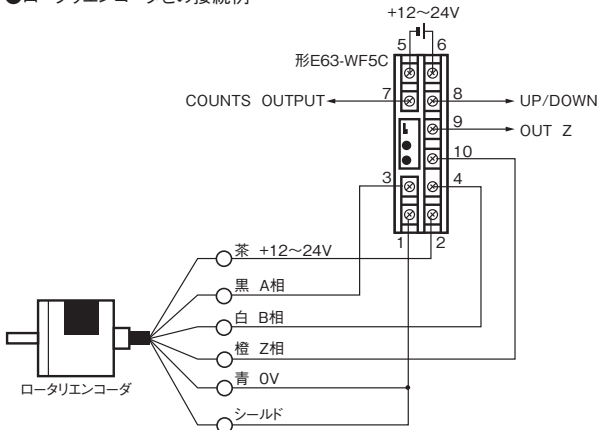 ●ロータリエンコーダとの接続例
+12～24V
5 6
形E63-WF5C
7 8
COUNTS OUTPUT
UP/DOWN
9
OUT Z
10
3 4
1 2
茶 +12～24V
黒 A相
白 B相
橙 Z相
青 0V
シールド
ロータリエンコーダ